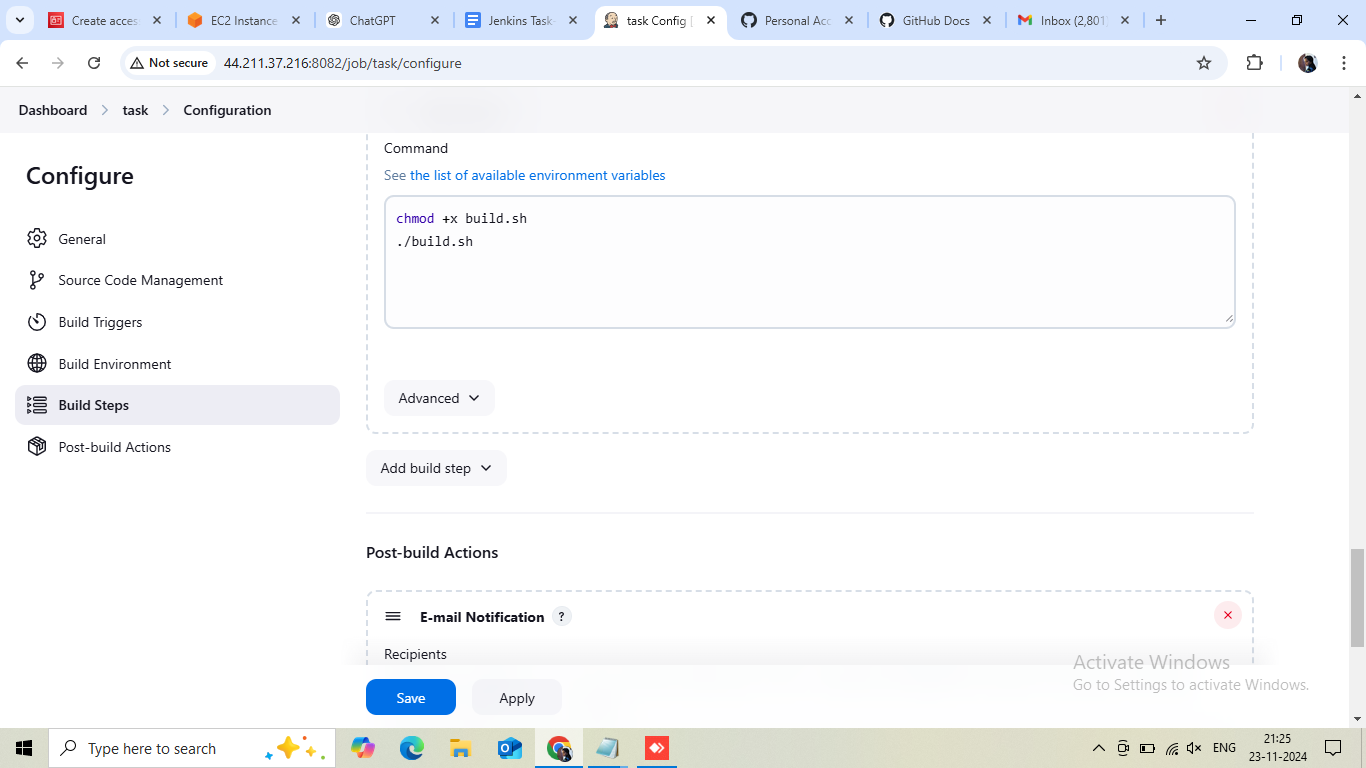 Create acces
EC2 Instance
ChatGPT
Jenkins Task
task Config [
Personal Acc
GitHub Docs
Inbox (2,801
Not secure
44.211.37.216:8082/job/task/configure
Dashboard
task
Configuration
Configure
General
Source Code Management
Build Triggers
Build Environment
Build Steps
Post-build Actions
Command
See the list of available environment variables
chmod +x build.sh
./build.sh
Advanced
Add build step
Post-build Actions
E-mail Notification ?
Recipients
Save
Apply
Activate Windows
Go to Settings to activate Windows.
Type here to search
ENG
21:25
23-11-2024